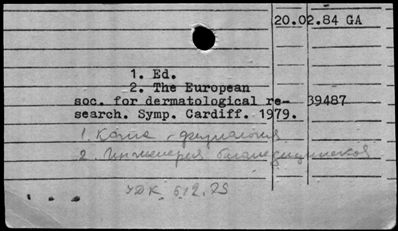 20.02.84 GA
1. Ed.
2. The European
soc. for dermatological re- 39487
search. Symp. Cardiff. 1979.
1. Кожа - физиология
2. Инженерия биомедицинская
УДК 612.79